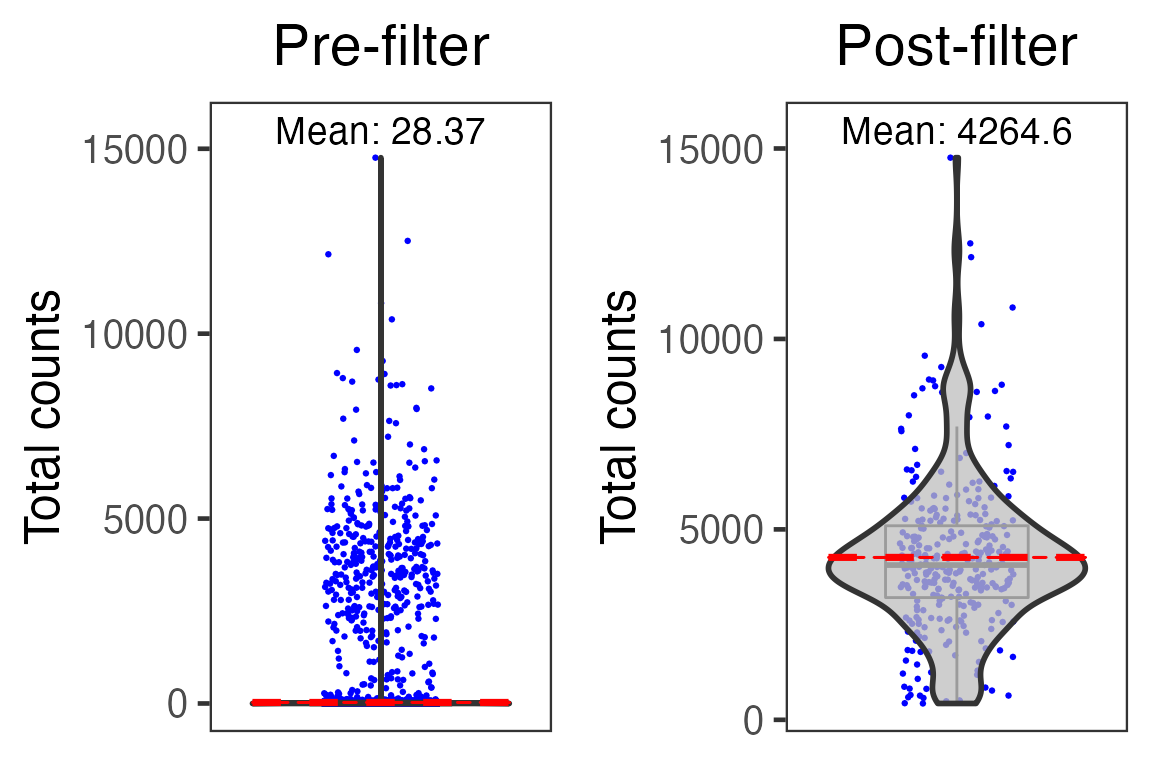 Pre-filter
Mean: 28.37
Total counts
15000
10000
5000
0
Post-filter
Mean: 4264.6
Total counts
15000
10000
5000
0